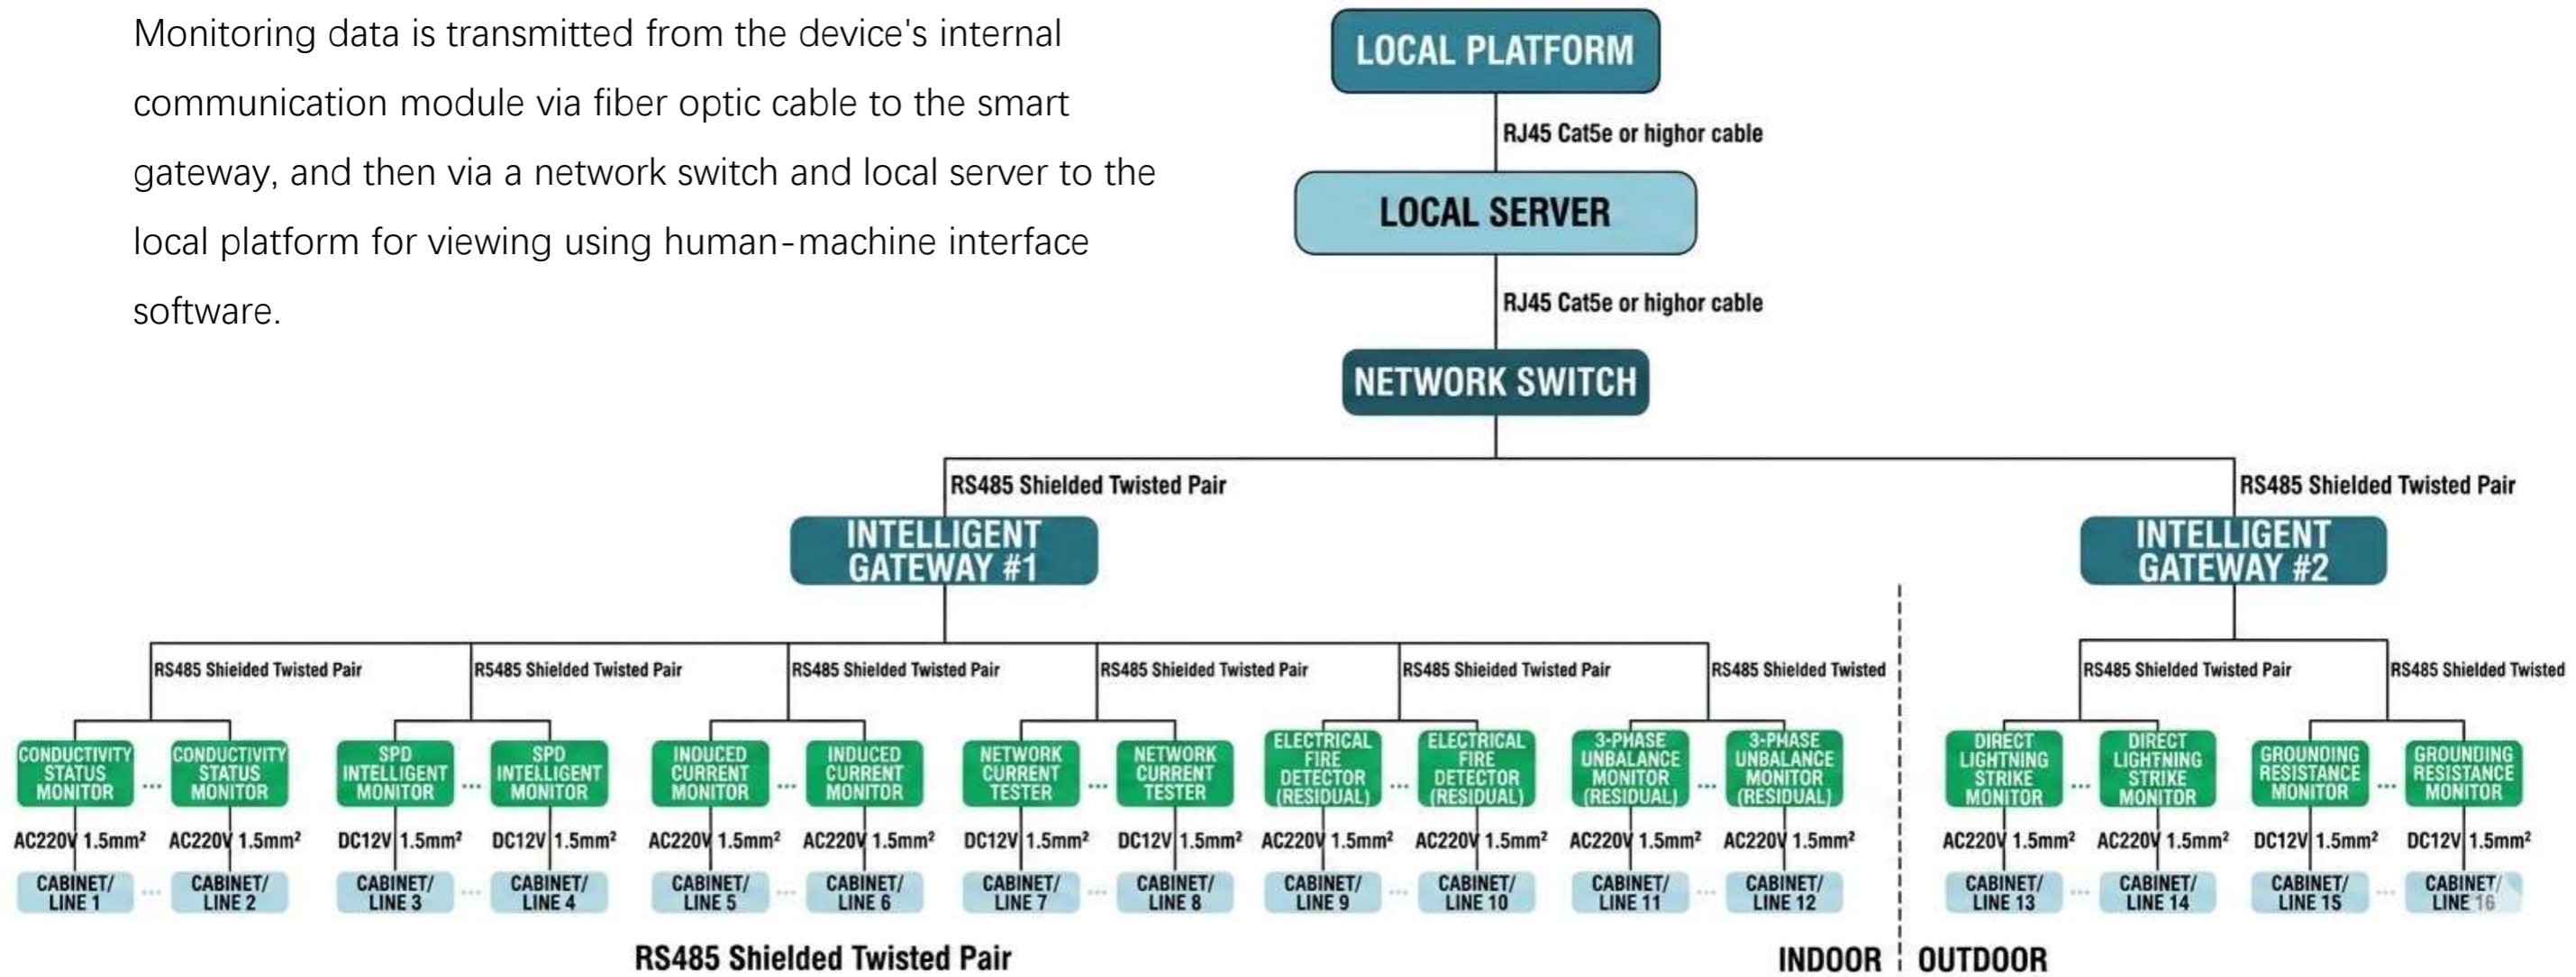 Monitoring data is transmitted from the device's internal
communication module via fiber optic cable to the smart
gateway, and then via a network switch and local server to the
local platform for viewing using human-machine interface
software.
LOCAL PLATFORM
RJ45 Cat5e or highor cable
LOCAL SERVER
RJ45 Cat5e or highor cable
NETWORK SWITCH
RS485 Shielded Twisted Pair
RS485 Shielded Twisted Pair
INTELLIGENT
GATEWAY #1
INTELLIGENT
GATEWAY #2
RS485 Shielded Twisted Pair
RS485 Shielded Twisted Pair
RS485 Shielded Twisted Pair
RS485 Shielded Twisted Pair
RS485 Shieided Twisted Pair
RS485 Shielded Twisted
RS485 Shielded Twisted Pair
RS485 Shielded Twisted
CONDUCTIVITY
STATUS
MONITOR
...
CONDUCTIVITY
STATUS
MONITOR
SPD
INTELLIGENT
MONITOR
...
SPD
INTELLIGENT
MONITOR
INOUCED
CURRENT
MONITOR
...
INDUCED
CURRENT
MONITOR
NETWORK
CURRENT
TESTER
...
NETWORK
CURRENT
TESTER
ELECTRICAL
FIRE
DETECTOR
(RESIDUAL)
...
ELECTRICAL
FIRE
DETECTOR
(RESIDUAL)
3-PHASE
UNBALANCE
MONITOR
(RESIDUAL)
...
3-PHASE
UNBALANCE
MONITOR
(RESIDUAL)
DIRECT
LIGHTNING
STRIKE
MONITOR
...
DIRECT
LIGHTNING
STRIKE
MONITOR
GROUNDING
RESISTANCE
MONITOR
...
GROUNDING
RESISTANCE
MONITOR
AC220V 1.5mm²
AC220V 1.5mm²
DC12V 1.5mm²
DC12V 1.5mm²
AC220V 1.5mm²
AC220V 1.5mm²
DC12V 1.5mm²
DC12V 1.5mm²
AC220V 1.5mm²
AC220V 1.5mm²
AC220V 1.5mm²
AC220V 1.5mm²
AC220V 1.5mm²
AC220V 1.5mm²
DC12V 1.5mm²
DC12V 1.5mm²
CABINET/
LINE 1
...
CABINET/
LINE 2
CABINET/
LINE 3
...
CABINET/
LINE 4
CABINET/
LINE 5
...
CABINET/
LINE 6
CABINET/
LINE 7
...
CABINET/
LINE 8
CABINET/
LINE 9
...
CABINET/
LINE 10
CABINET/
LINE 11
...
CABINET/
LINE 12
CABINET/
LINE 13
...
CABINET/
LINE 14
CABINET/
LINE 15
...
CABINET/
LINE 16
RS485 Shielded Twisted Pair
INDOOR
OUTDOOR